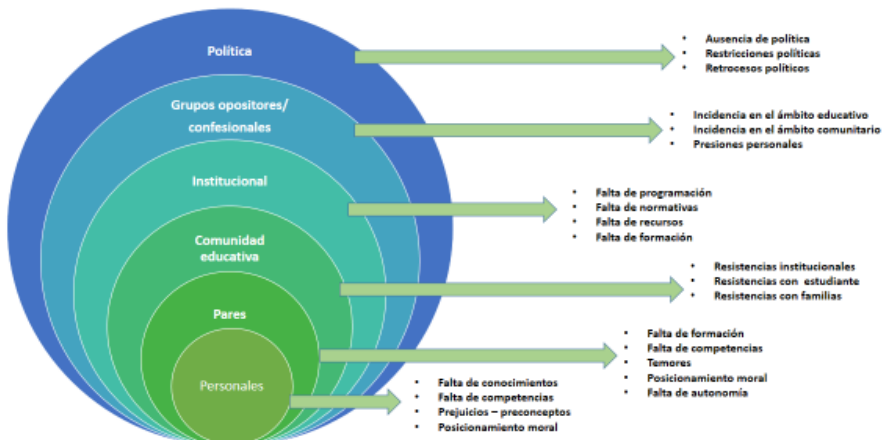 Política
• Ausencia de política
• Restricciones políticas
• Retrocesos políticos
Grupos opositores/
confesionales
• Incidencia en el ámbito educativo
• Incidencia en el ámbito comunitario
• Presiones personales
Institucional
• Falta de programación
• Falta de normativas
• Falta de recursos
• Falta de formación
Comunidad
educativa
• Resistencias institucionales
• Resistencias con estudiante
• Resistencias con familias
Pares
• Falta de formación
• Falta de competencias
• Temores
• Posicionamiento moral
• Falta de autonomía
Personales
• Falta de conocimientos
• Falta de competencias
• Prejuicios – preconceptos
• Posicionamiento moral